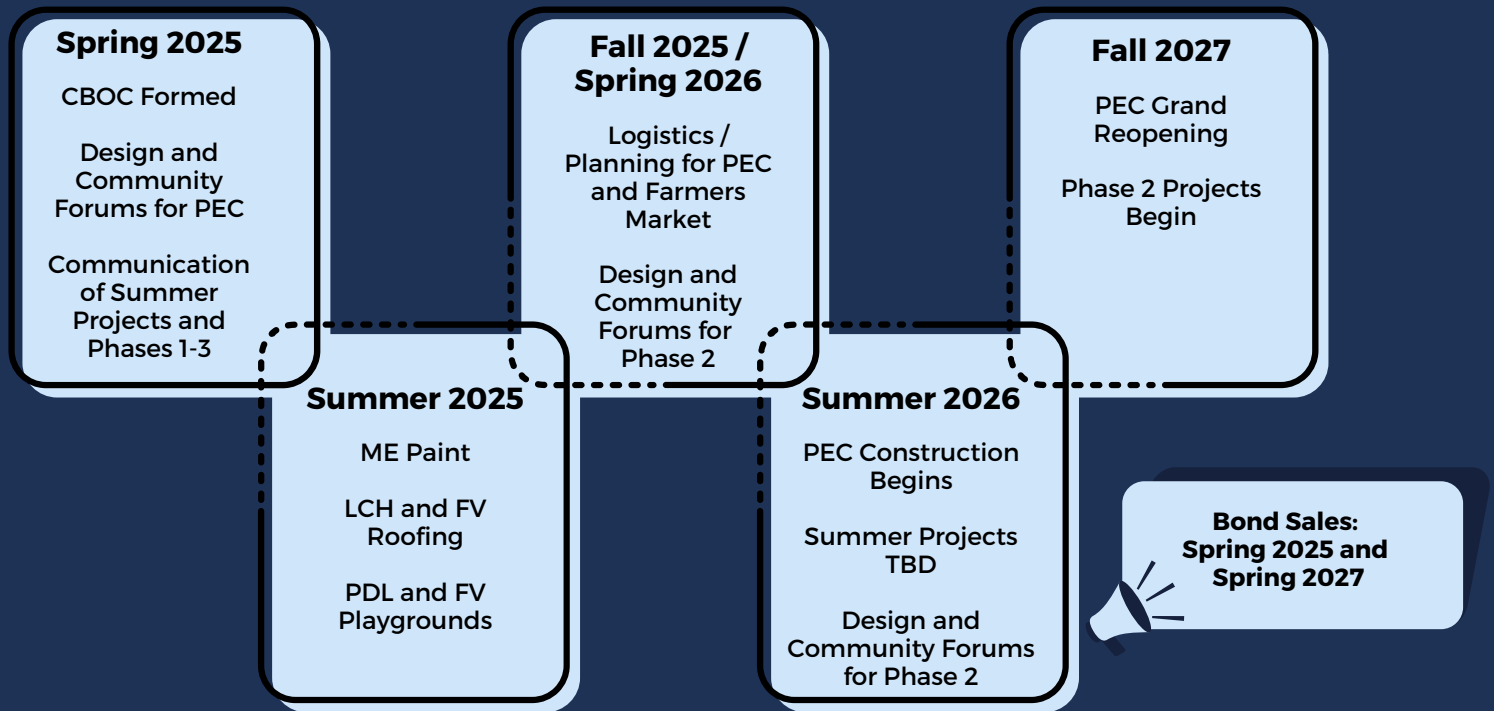 Spring 2025
CBOC Formed
Design and
Community
Forums for PEC
Communication
of Summer
Projects and
Phases 1-3
Summer 2025
ME Paint
LCH and FV
Roofing
PDL and FV
Playgrounds
Fall 2025 /
Spring 2026
Logistics /
Planning for PEC
and Farmers
Market
Design and
Community
Forums for
Phase 2
Summer 2026
PEC Construction
Begins
Summer Projects
TBD
Design and
Community Forums
for Phase 2
Fall 2027
PEC Grand
Reopening
Phase 2 Projects
Begin
Bond Sales:
Spring 2025 and
Spring 2027